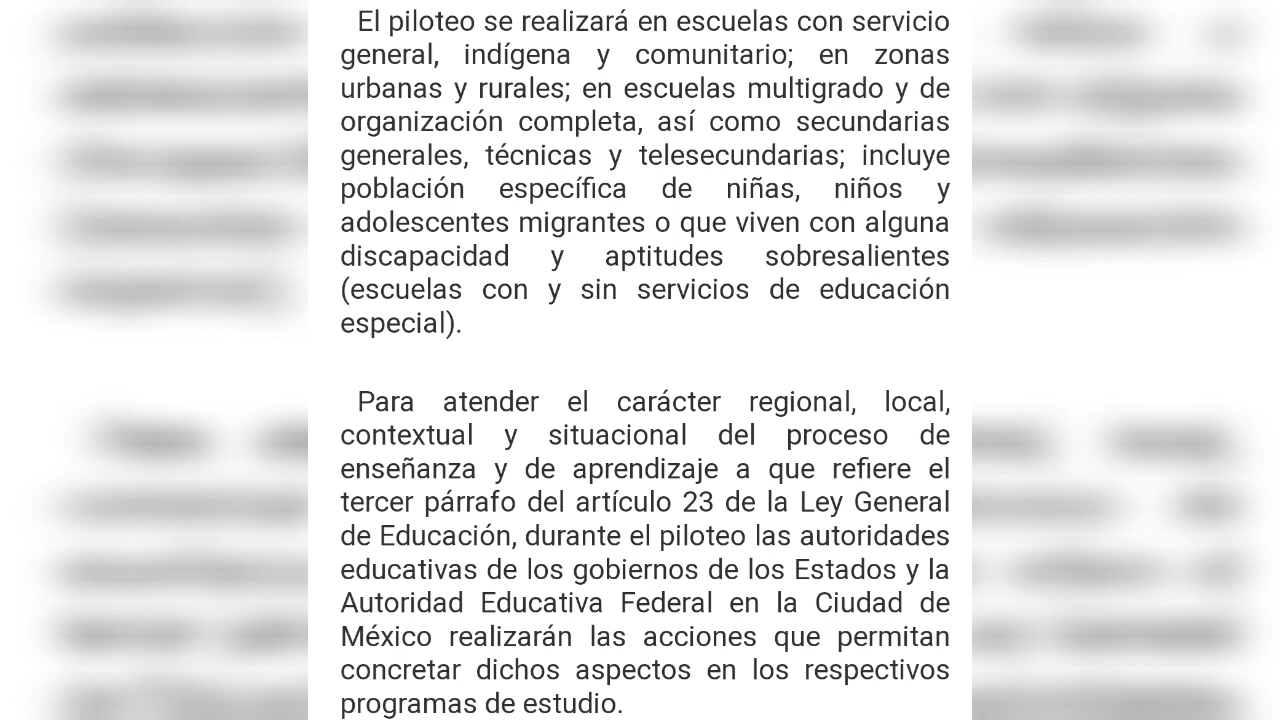 El piloteo se realizará en escuelas con servicio
general, indígena y comunitario; en zonas
urbanas y rurales; en escuelas multigrado y de
organización completa, así como secundarias
generales, técnicas y telesecundarias; incluye
población específica de niñas, niños y
adolescentes migrantes o que viven con alguna
discapacidad y aptitudes sobresalientes
(escuelas con y sin servicios de educación
especial).
Para atender el carácter regional, local,
contextual y situacional del proceso de
enseñanza y de aprendizaje a que refiere el
tercer párrafo del artículo 23 de la Ley General
de Educación, durante el piloteo las autoridades
educativas de los gobiernos de los Estados y la
Autoridad Educativa Federal en la Ciudad de
México realizarán las acciones que permitan
concretar dichos aspectos en los respectivos
programas de estudio.